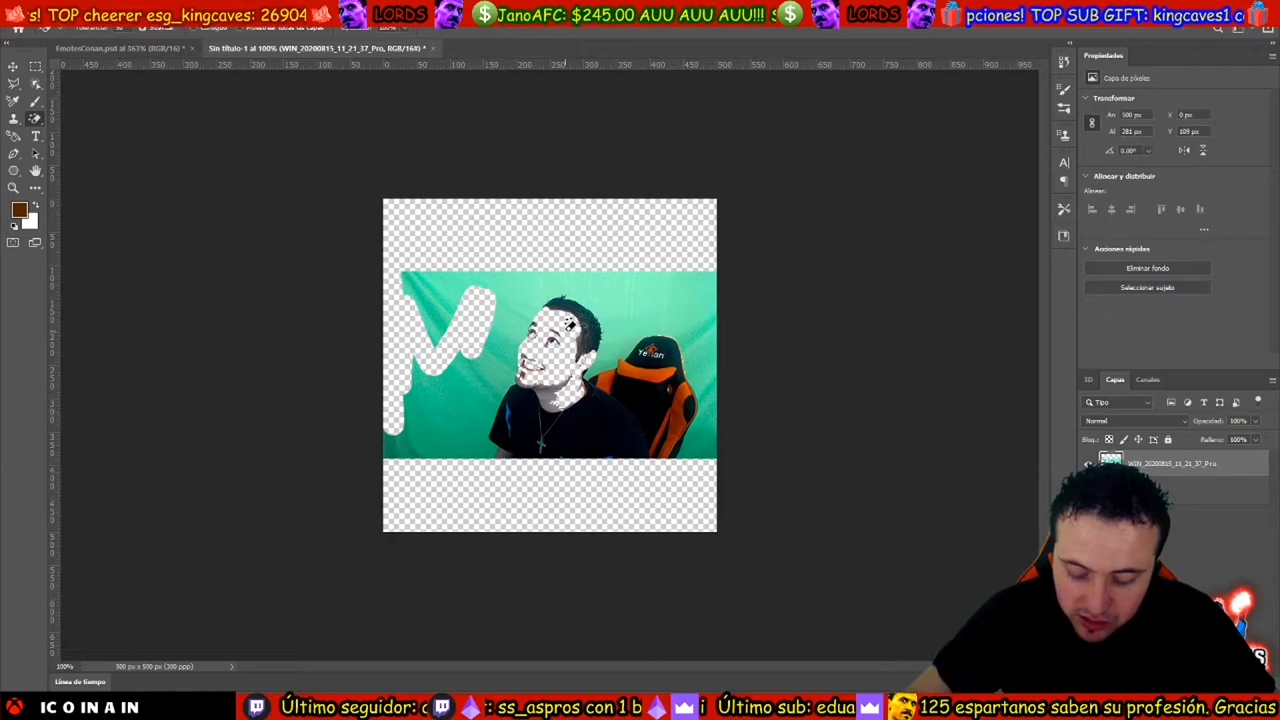 s! TOP cheerer esg_kingcaves: 26904
LORDS
JanoAFC: $245.00 AUU AUU AUU!!!
LORDS
pciones! TOP SUB GIFT: kingcaves1
EmotesConan.psd al 363% (RGB/16) *
Sin título-1 al 100% (WIN_20200815_11_21_37_Pro, RGB/16#) *
Propiedades
Capa de píxeles
Transformar
An 500 px X 0 px
Al 281 px Y 109 px
0.00°
Alinear y distribuir
Alinear:
Acciones rápidas
Eliminar fondo
Seleccionar sujeto
3D Capas Canales
Tipo
Normal Opacidad: 100%
Bloq.: Relleno: 100%
WIN_20200815_11_21_37_Pro
100% 500 px x 500 px (300 ppp)
Línea de tiempo
I C O I N A I N
Último seguidor:
: ss_aspros con 1 b
Último sub: edua
125 espartanos saben su profesión. Gracias